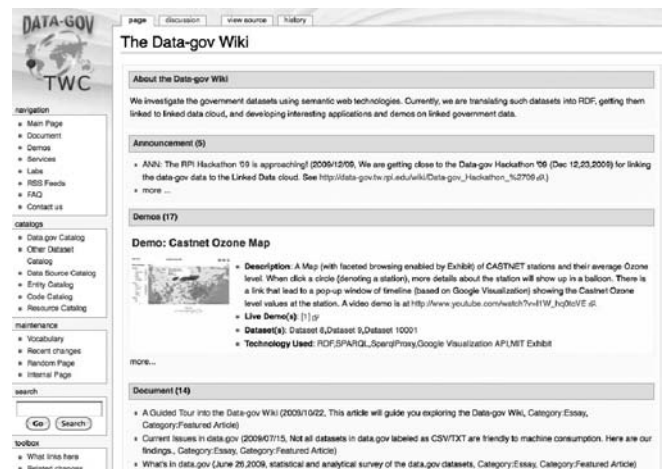 DATA-GOV
TWC
page discussion view source history
The Data-gov Wiki
navigation
Main Page
Document
Demos
Services
Labs
RSS Feeds
FAQ
Contact us
catalogs
Data.gov Catalog
Other Dataset
Catalog
Data Source Catalog
Entity Catalog
Code Catalog
Resource Catalog
maintenance
Vocabulary
Recent changes
Random Page
Internal Page
search
Go Search
toolbox
What links here
Related changes
About the Data-gov Wiki
We investigate the government datasets using semantic web technologies. Currently, we are translating such datasets into RDF, getting them
linked to linked data cloud, and developing interesting applications and demos on linked government data.
Announcement (5)
ANN: The RPI Hackathon '09 is approaching! (2009/12/09, We are getting close to the Data-gov Hackathon '09 (Dec 12,23,2009) for linking
the data-gov data to the Linked Data cloud. See http://data-gov.tw.rpi.edu/wiki/Data-gov_Hackathon_%2709 .)
more ...
Demos (17)
Demo: Castnet Ozone Map
Description: A Map (with faceted browsing enabled by Exhibit) of CASTNET stations and their average Ozone
level. When click a circle (denoting a station), more details about the station will show up in a balloon. There is
a link that lead to a pop-up window of timeline (based on Google Visualization) showing the Castnet Ozone
level values at the station. A video demo is at
Live Demo(s): [1]
Dataset(s): Dataset 8,Dataset 9,Dataset 10001
Technology Used: RDF,SPARQL,SparqlProxy,Google Visualization API,MIT Exhibit
more...
Document (14)
A Guided Tour into the Data-gov Wiki (2009/10/22, This article will guide you exploring the Data-gov Wiki, Category:Essay,
Category:Featured Article)
Current Issues in data.gov (2009/07/15, Not all datasets in data.gov labeled as CSV/TXT are friendly to machine consumption. Here are our
findings., Category:Essay, Category:Featured Article)
What's in data.gov (June 26,2009, statistical and analytical survey of the data.gov datasets, Category:Essay, Category:Featured Article)